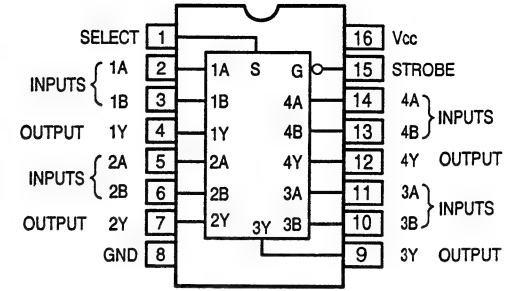 SELECT 1 16 Vcc
INPUTS 1A 2 1A S G 15 STROBE
1B 3 1B 4A 14 4A INPUTS
OUTPUT 1Y 4 1Y 4B 13 4B
INPUTS 2A 5 2A 4Y 12 4Y OUTPUT
2B 6 2B 3A 11 3A INPUTS
OUTPUT 2Y 7 2Y 3Y 3B 10 3B
GND 8 9 3Y OUTPUT